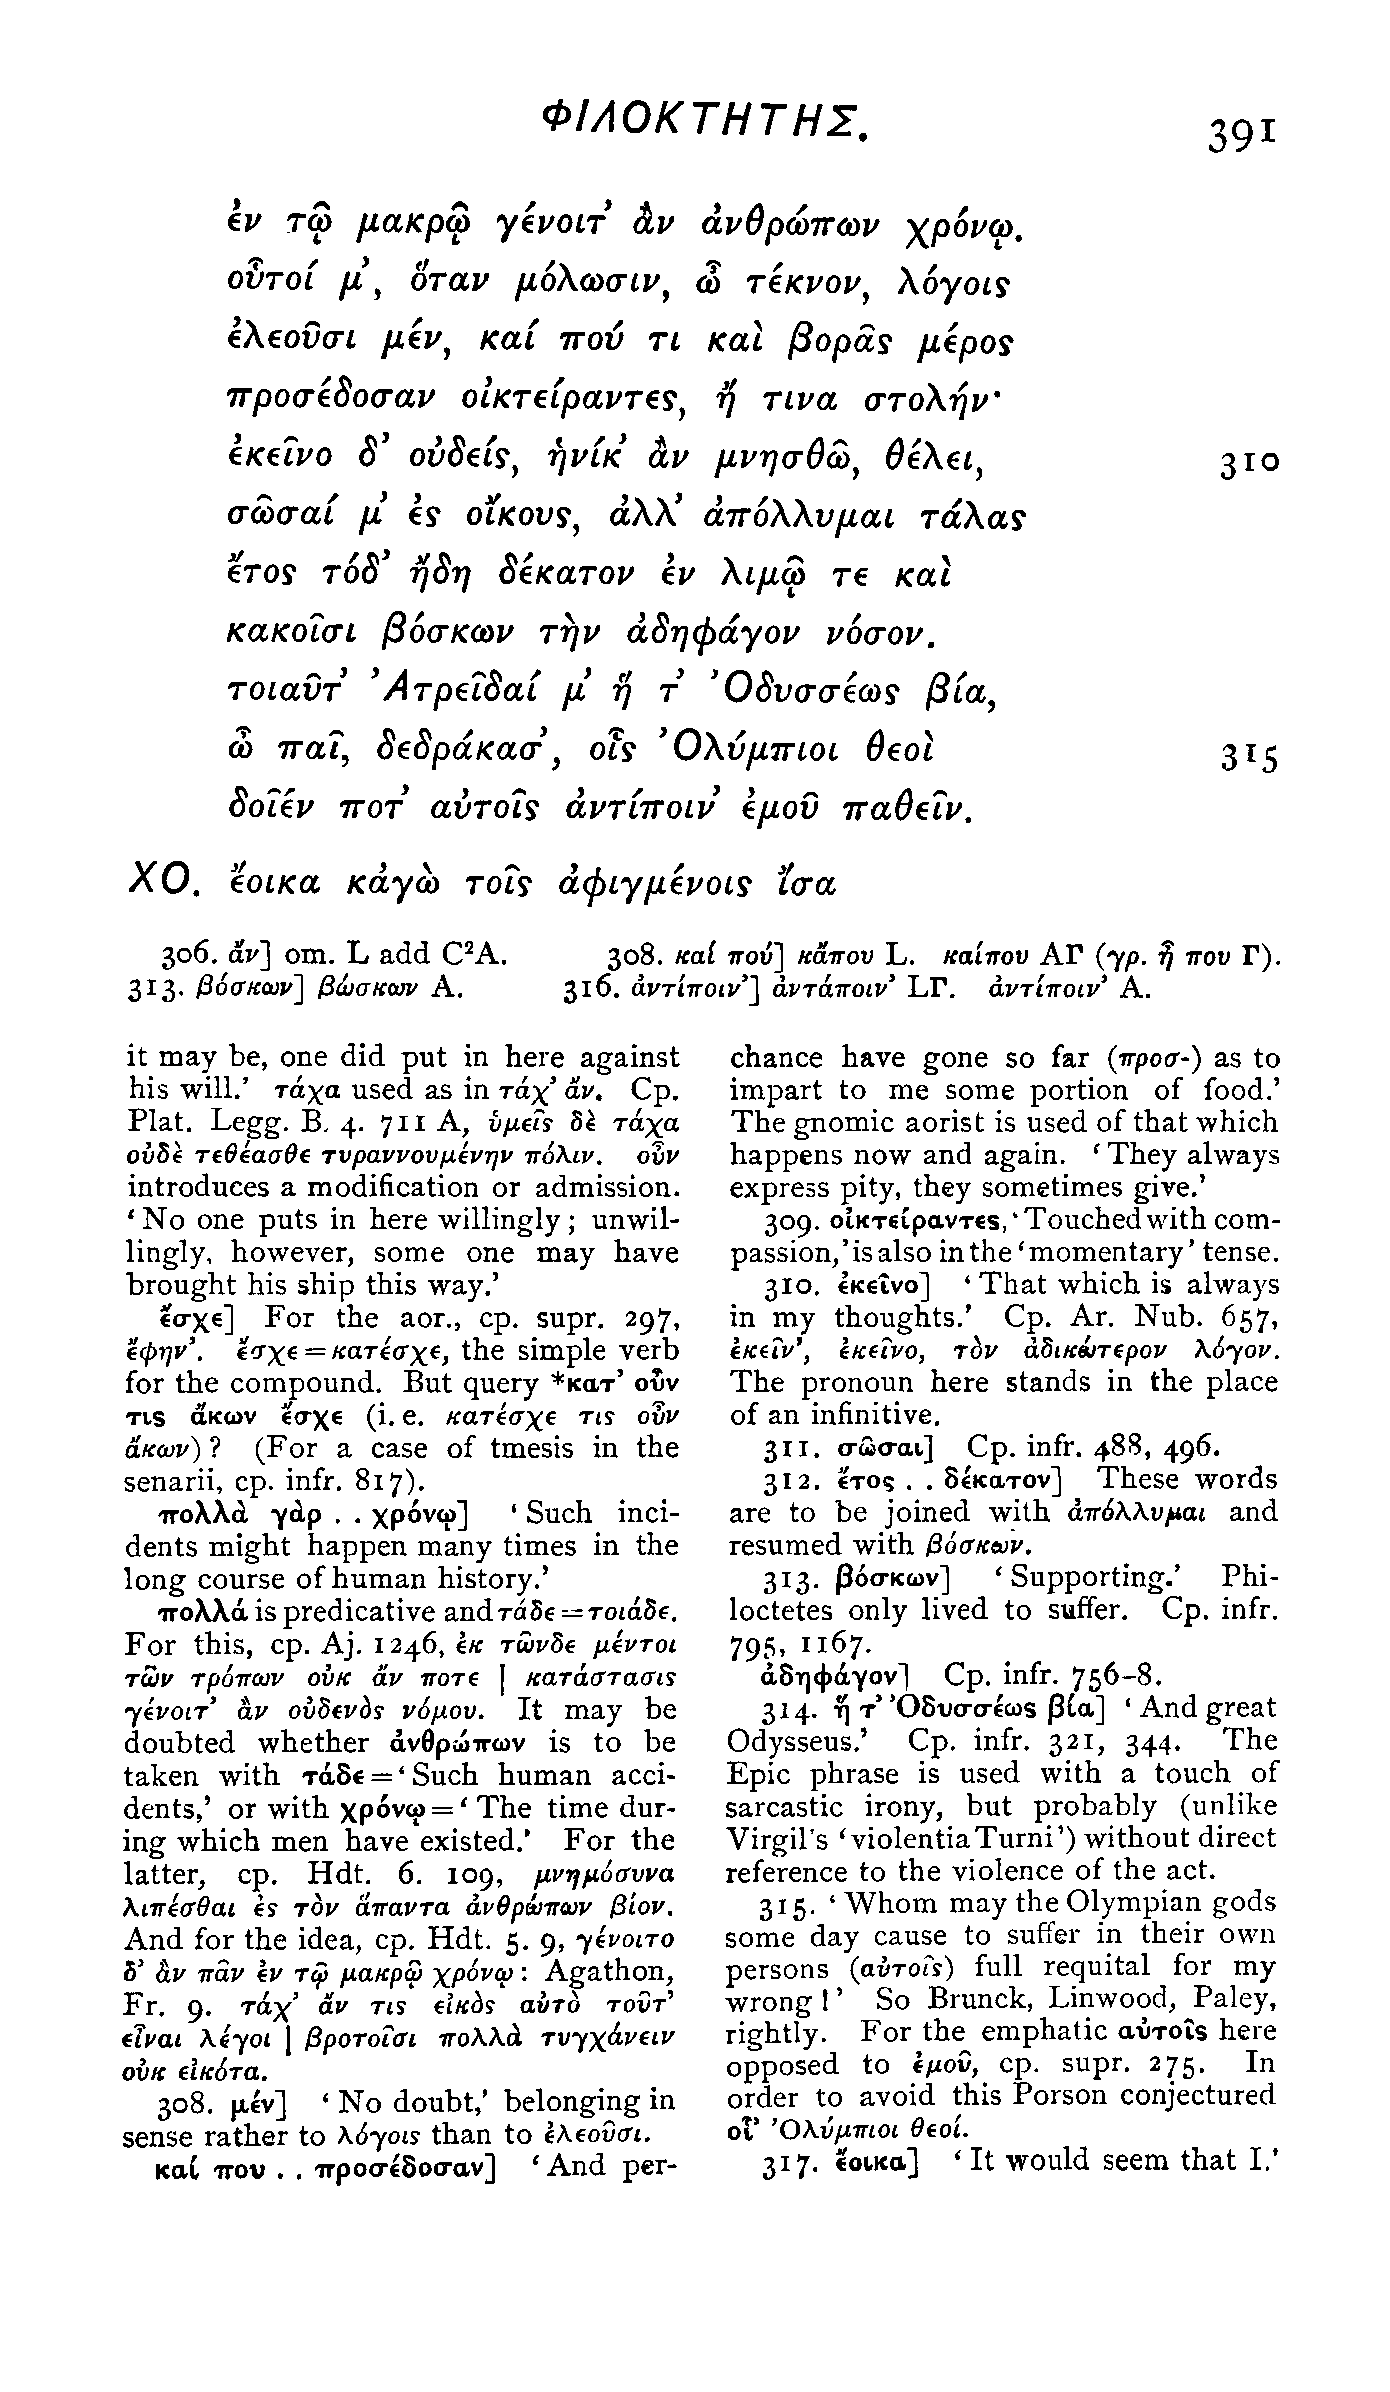 ΦΙΛΟΚΤΗΤΗΣ.
391
ἐν τῷ μακρῷ γένοιτ’ ἂν ἀνθρώπων χρόνῳ.
οὗτοί μ’, ὅταν μόλωσιν, ὦ τέκνον, λόγοις
ἐλεοῦσι μέν, καί πού τι καὶ βορᾶς μέρος
προσέδοσαν οἰκτείραντες, ἤ τινα στολήν·
ἐκεῖνο δ’ οὐδείς, ἡνίκ’ ἂν μνησθῶ, θέλει, 310
σῶσαί μ’ ἐς οἴκους, ἀλλ’ ἀπόλλυμαι τάλας
ἔτος τόδ’ ἤδη δέκατον ἐν λιμῷ τε καὶ
κακοῖσι βόσκων τὴν ἀδηφάγον νόσον.
τοιαῦτ’ Ἀτρεῖδαί μ’ ἥ τ’ Ὀδυσσέως βία,
ὦ παῖ, δεδράκασ’, οἷς Ὀλύμπιοι θεοὶ 315
δοῖέν ποτ’ αὐτοῖς ἀντίποιν’ ἐμοῦ παθεῖν.
ΧΟ. ἔοικα κἀγὼ τοῖς ἀφιγμένοις ἴσα
306. ἄν] om. L add C²A. 308. καί πού] κἄπου L. καίπου ΑΓ (γρ. ἦ που Γ).
313. βόσκων] βώσκων A. 316. ἀντίποιν’] ἀντάποιν’ LΓ. ἀντίποιν’ A.
it may be, one did put in here against
his will.’ τάχα used as in τάχ’ ἄν. Cp.
Plat. Legg. B. 4. 711 A, ὑμεῖς δὲ τάχα
οὐδὲ τεθέασθε τυραννουμένην πόλιν. οὖν
introduces a modification or admission.
‘No one puts in here willingly; unwil-
lingly, however, some one may have
brought his ship this way.’
ἔσχε] For the aor., cp. supr. 297,
ἔφην’. ἔσχε=κατέσχε, the simple verb
for the compound. But query *κατ’ οὖν
τις ἄκων ἔσχε (i. e. κατέσχε τις οὖν
ἄκων)? (For a case of tmesis in the
senarii, cp. infr. 817).
πολλὰ γὰρ . . χρόνῳ] ‘Such inci-
dents might happen many times in the
long course of human history.’
πολλά is predicative and τάδε=τοιάδε.
For this, cp. Aj. 1246, ἐκ τῶνδε μέντοι
τῶν τρόπων οὐκ ἄν ποτε | κατάστασις
γένοιτ’ ἂν οὐδενὸς νόμου. It may be
doubted whether ἀνθρώπων is to be
taken with τάδε=‘Such human acci-
dents,’ or with χρόνῳ=‘The time dur-
ing which men have existed.’ For the
latter, cp. Hdt. 6. 109, μνημόσυνα
λιπέσθαι ἐς τὸν ἅπαντα ἀνθρώπων βίον.
And for the idea, cp. Hdt. 5. 9, γένοιτο
δ’ ἂν πᾶν ἐν τῷ μακρῷ χρόνῳ: Agathon,
Fr. 9. τάχ’ ἄν τις εἰκὸς αὐτὸ τοῦτ’
εἶναι λέγοι | βροτοῖσι πολλὰ τυγχάνειν
οὐκ εἰκότα.
308. μέν] ‘No doubt,’ belonging in
sense rather to λόγοις than to ἐλεοῦσι.
καί που . . προσέδοσαν] ‘And per-
chance have gone so far (προσ-) as to
impart to me some portion of food.’
The gnomic aorist is used of that which
happens now and again. ‘They always
express pity, they sometimes give.’
309. οἰκτείραντες, ‘Touched with com-
passion,’ is also in the ‘momentary’ tense.
310. ἐκεῖνο] ‘That which is always
in my thoughts.’ Cp. Ar. Nub. 657,
ἐκεῖν’, ἐκεῖνο, τὸν ἀδικώτερον λόγον.
The pronoun here stands in the place
of an infinitive.
311. σῶσαι] Cp. infr. 488, 496.
312. ἔτος . . δέκατον] These words
are to be joined with ἀπόλλυμαι and
resumed with βόσκων.
313. βόσκων] ‘Supporting.’ Phi-
loctetes only lived to suffer. Cp. infr.
795, 1167.
ἀδηφάγον] Cp. infr. 756-8.
314. ἥ τ’ Ὀδυσσέως βία] ‘And great
Odysseus.’ Cp. infr. 321, 344. The
Epic phrase is used with a touch of
sarcastic irony, but probably (unlike
Virgil’s ‘violentia Turni’) without direct
reference to the violence of the act.
315. ‘Whom may the Olympian gods
some day cause to suffer in their own
persons (αὐτοῖς) full requital for my
wrong!’ So Brunck, Linwood, Paley,
rightly. For the emphatic αὐτοῖς here
opposed to ἐμοῦ, cp. supr. 275. In
order to avoid this Porson conjectured
οἷ’ Ὀλύμπιοι θεοί.
317. ἔοικα] ‘It would seem that I.’